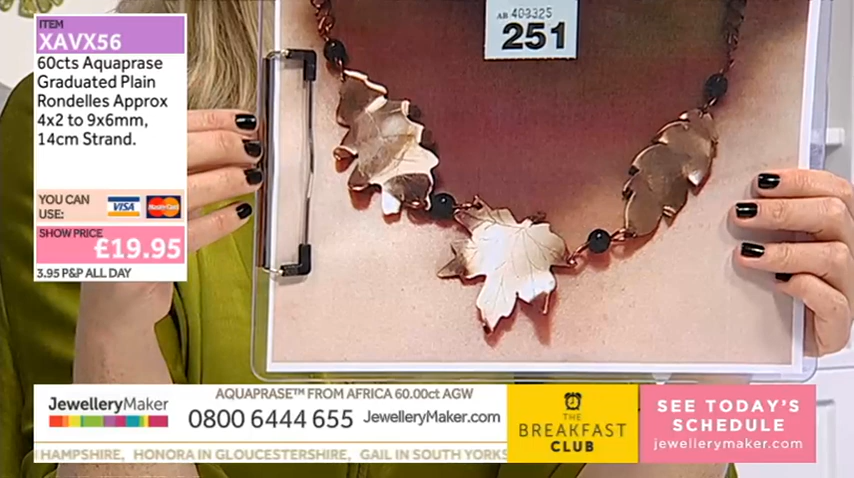 ITEM
XAVX56
60cts Aquaprase
Graduated Plain
Rondelles Approx
4x2 to 9x6mm,
14cm Strand.
YOU CAN
USE:
VISA
MasterCard
SHOW PRICE
£19.95
3.95 P&P ALL DAY
AB 403325
251
JewelleryMaker
AQUAPRASE™ FROM AFRICA 60.00ct AGW
0800 6444 655 JewelleryMaker.com
HAMPSHIRE, HONORA IN GLOUCESTERSHIRE, GAIL IN SOUTH YORKS
THE
BREAKFAST
CLUB
SEE TODAY'S
SCHEDULE
jewellerymaker.com